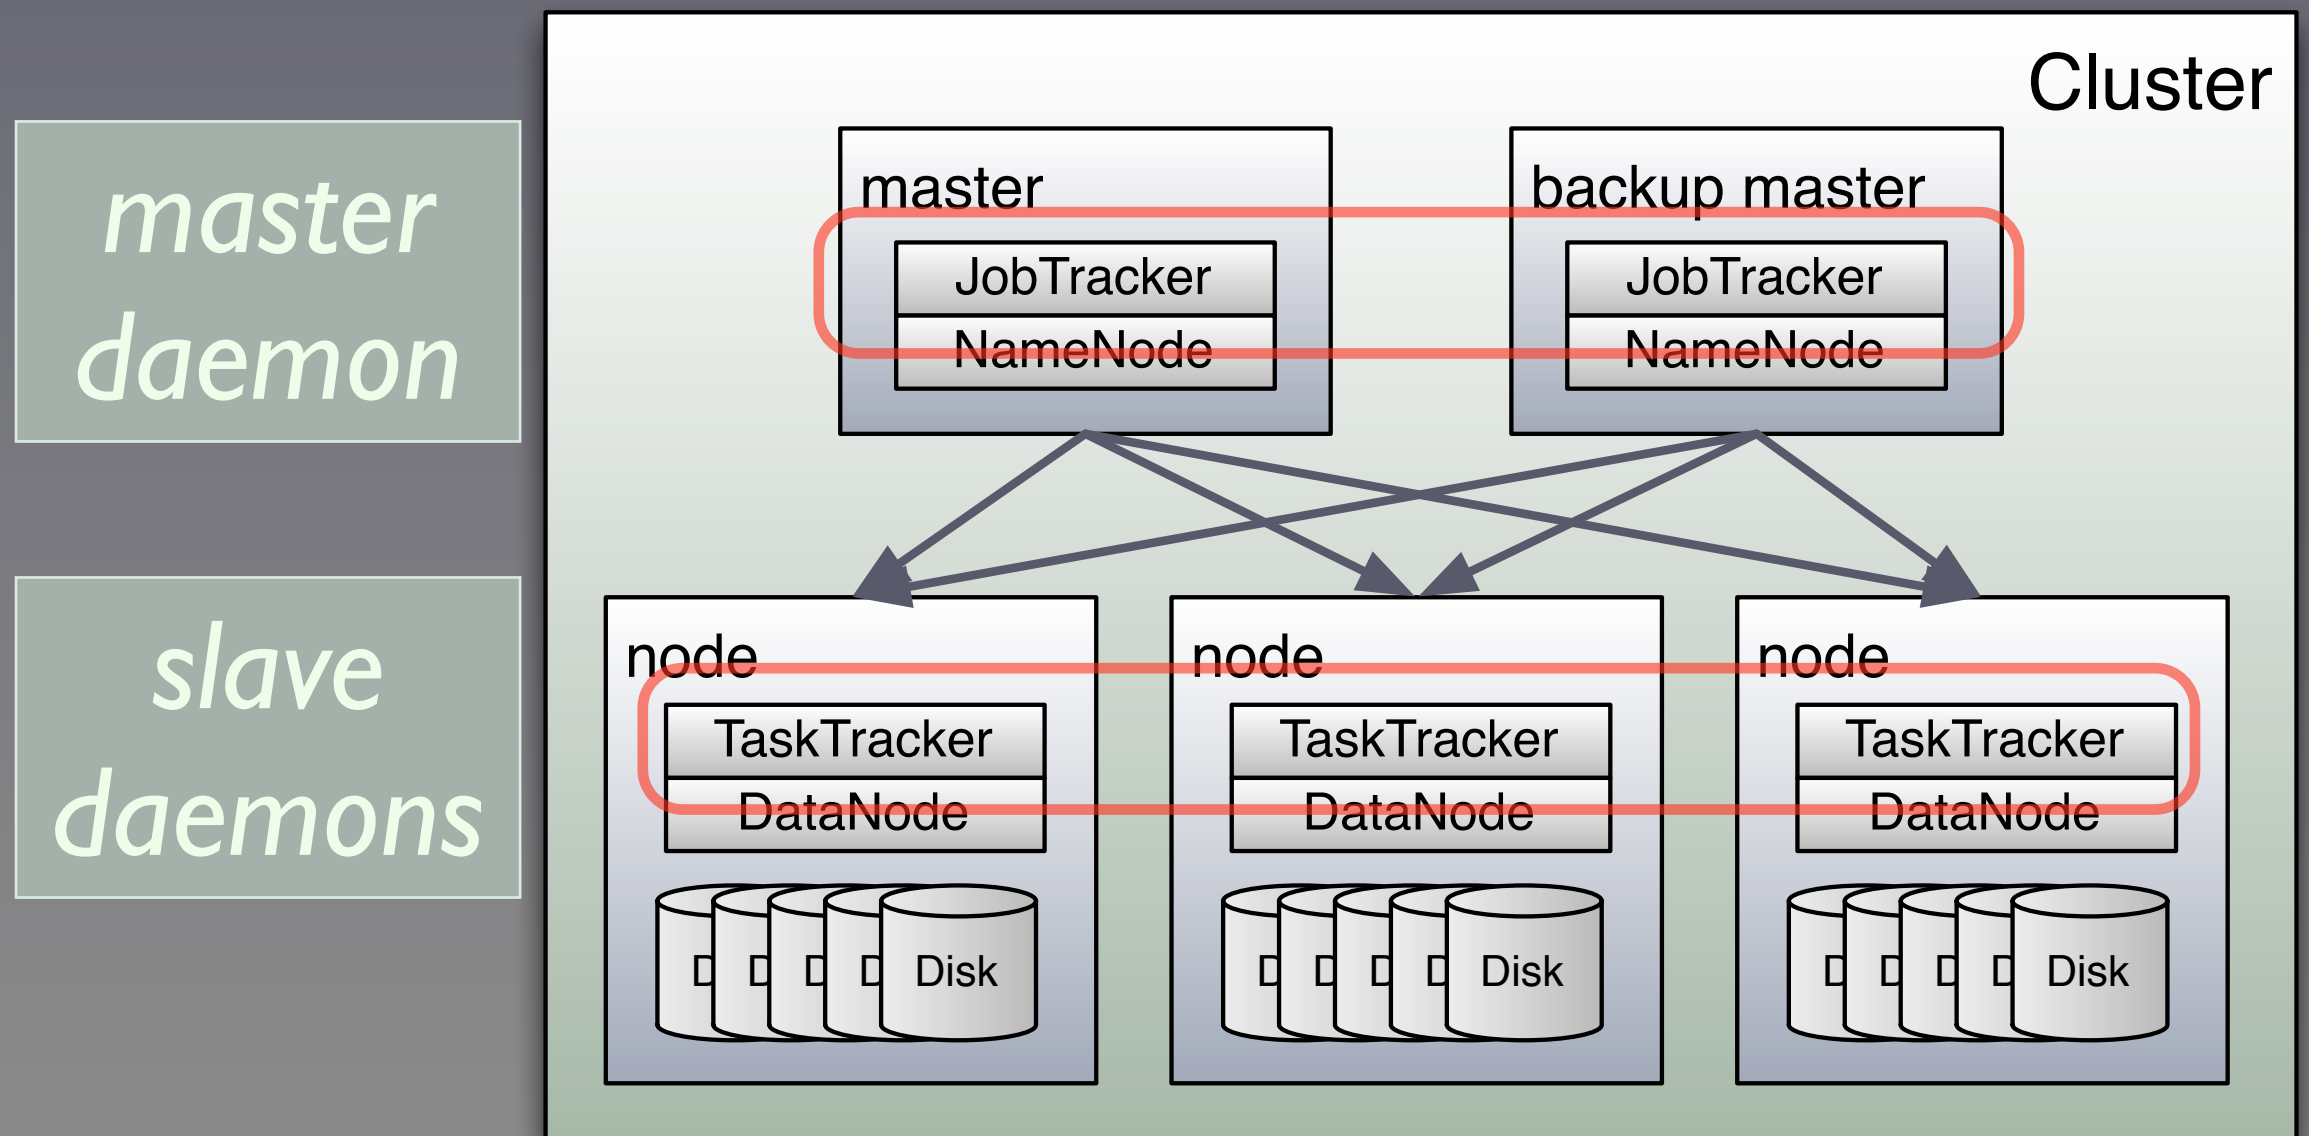 Cluster
master
daemon
master
JobTracker
NameNode
backup master
JobTracker
NameNode
slave
daemons
node
TaskTracker
DataNode
D D D D Disk
node
TaskTracker
DataNode
D D D D Disk
node
TaskTracker
DataNode
D D D D Disk